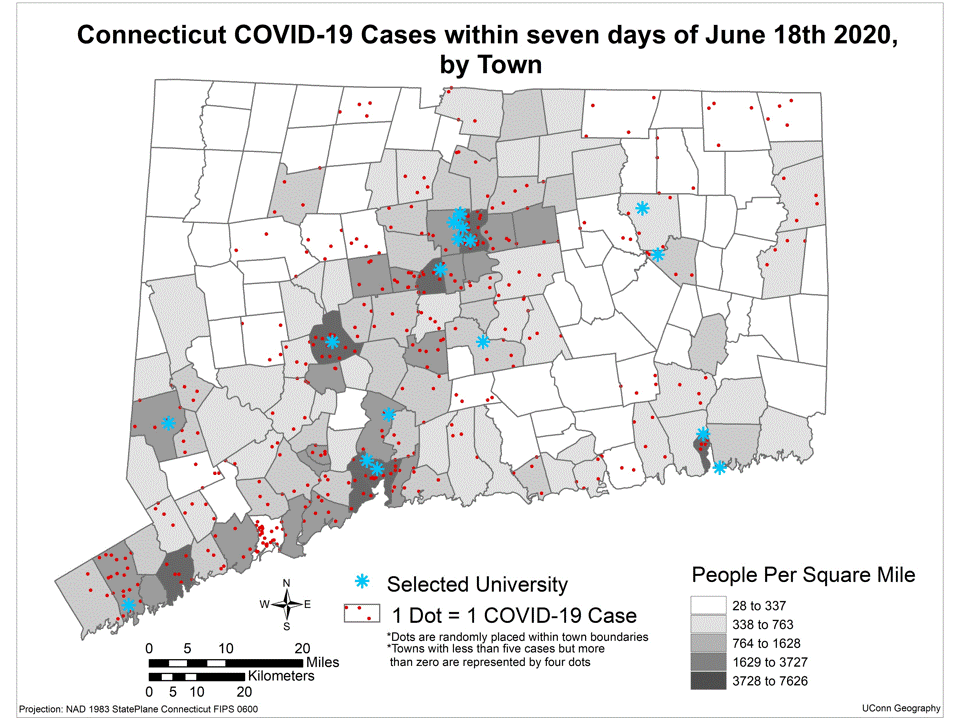 Connecticut COVID-19 Cases within seven days of June 18th 2020,
by Town
N
W E
S
Selected University
1 Dot = 1 COVID-19 Case
*Dots are randomly placed within town boundaries
*Towns with less than five cases but more
than zero are represented by four dots
0 5 10 20
Miles
Kilometers
0 5 10 20
People Per Square Mile
28 to 337
338 to 763
764 to 1628
1629 to 3727
3728 to 7626
Projection: NAD 1983 StatePlane Connecticut FIPS 0600
UConn Geography